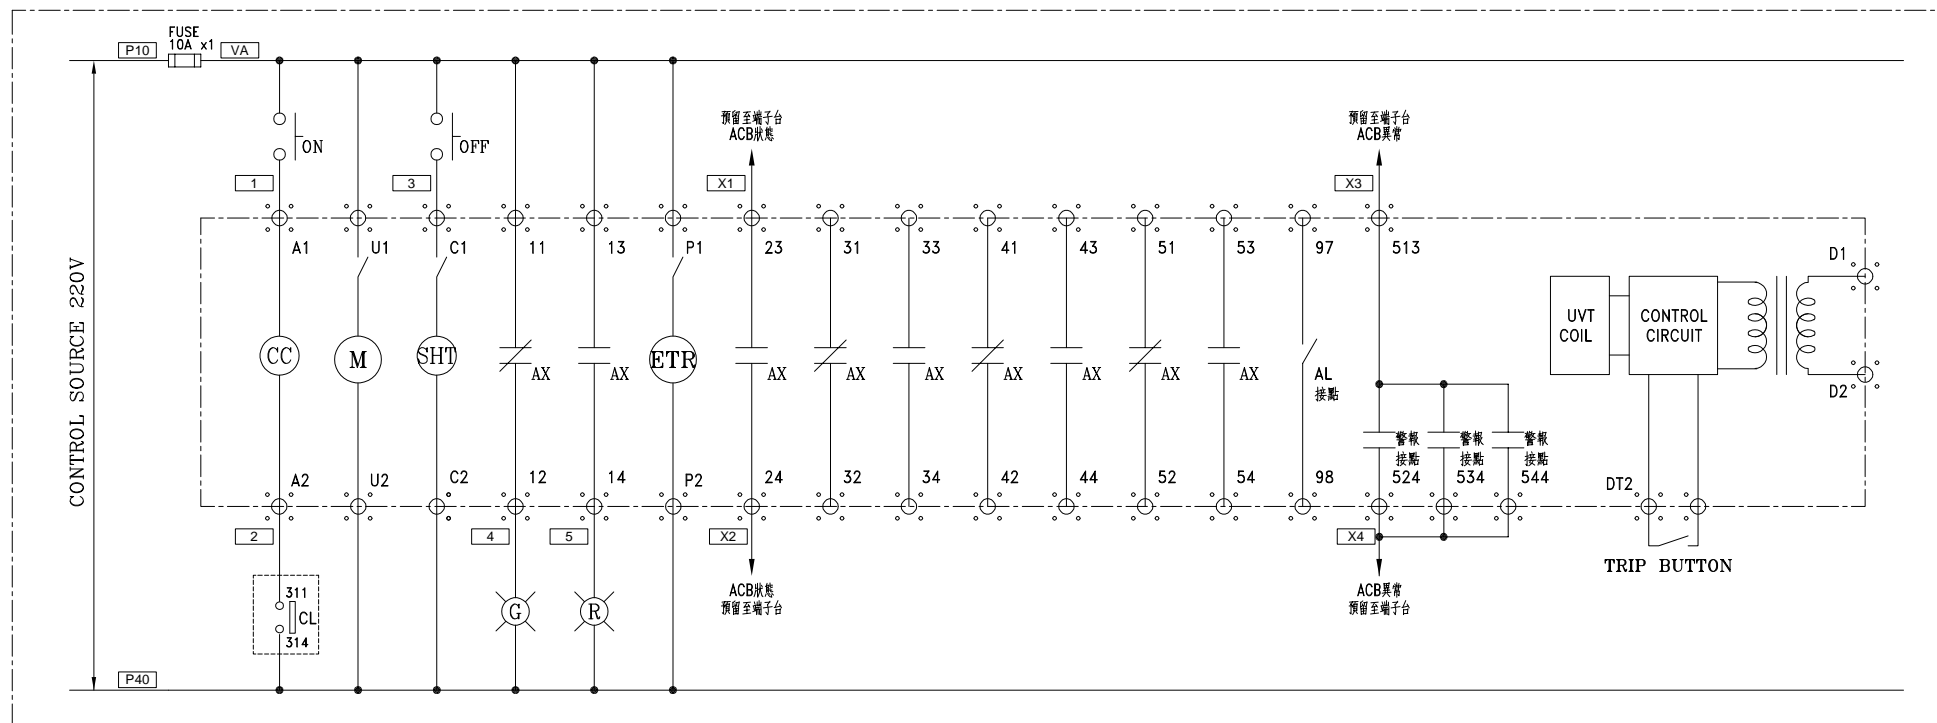 FUSE
10A x1
P10
VA
預留至端子台
ACB狀態
預留至端子台
ACB異常
ON
OFF
1
3
X1
X3
A1
U1
C1
11
13
P1
23
31
33
41
43
51
53
97
513
D1
CONTROL SOURCE 220V
UVT
COIL
CONTROL
CIRCUIT
CC
M
SHT
AX
AX
ETR
AX
AX
AX
AX
AX
AX
AX
AL
接點
D2
警報
接點
警報
接點
警報
接點
A2
U2
C2
12
14
P2
24
32
34
42
44
52
54
98
524
534
544
DT2
2
4
5
X2
X4
TRIP BUTTON
311
CL
314
G
R
ACB狀態
預留至端子台
ACB異常
預留至端子台
P40